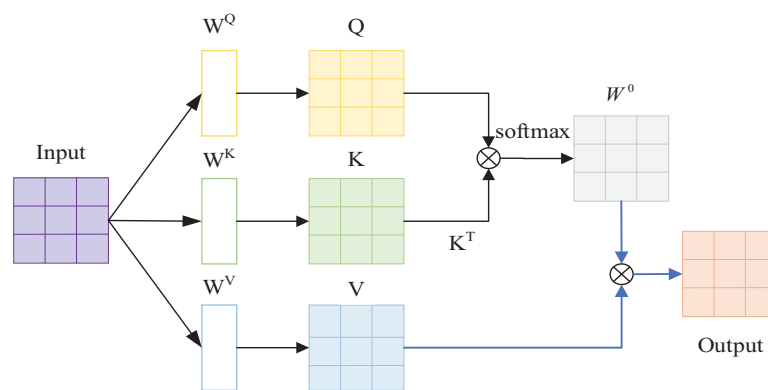 W^Q
Q
W^0
softmax
Input
W^K
K
K^T
W^V
V
Output